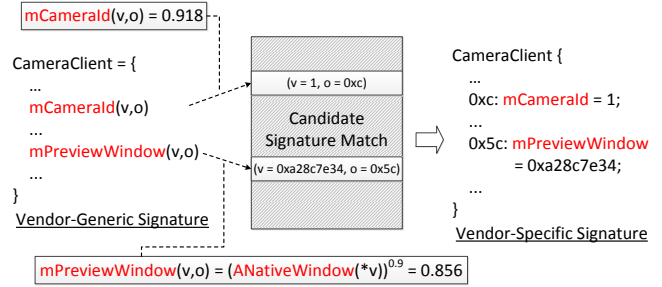 mCameraId(v,o) = 0.918
CameraClient = {
...
mCameraId(v,o)
...
mPreviewWindow(v,o)
...
}
Vendor-Generic Signature
(v = 1, o = 0xc)
Candidate
Signature Match
(v = 0xa28c7e34, o = 0x5c)
CameraClient {
...
0xc: mCameraId = 1;
...
0x5c: mPreviewWindow
= 0xa28c7e34;
...
}
Vendor-Specific Signature
mPreviewWindow(v,o) = (ANativeWindow(*v))^0.9 = 0.856